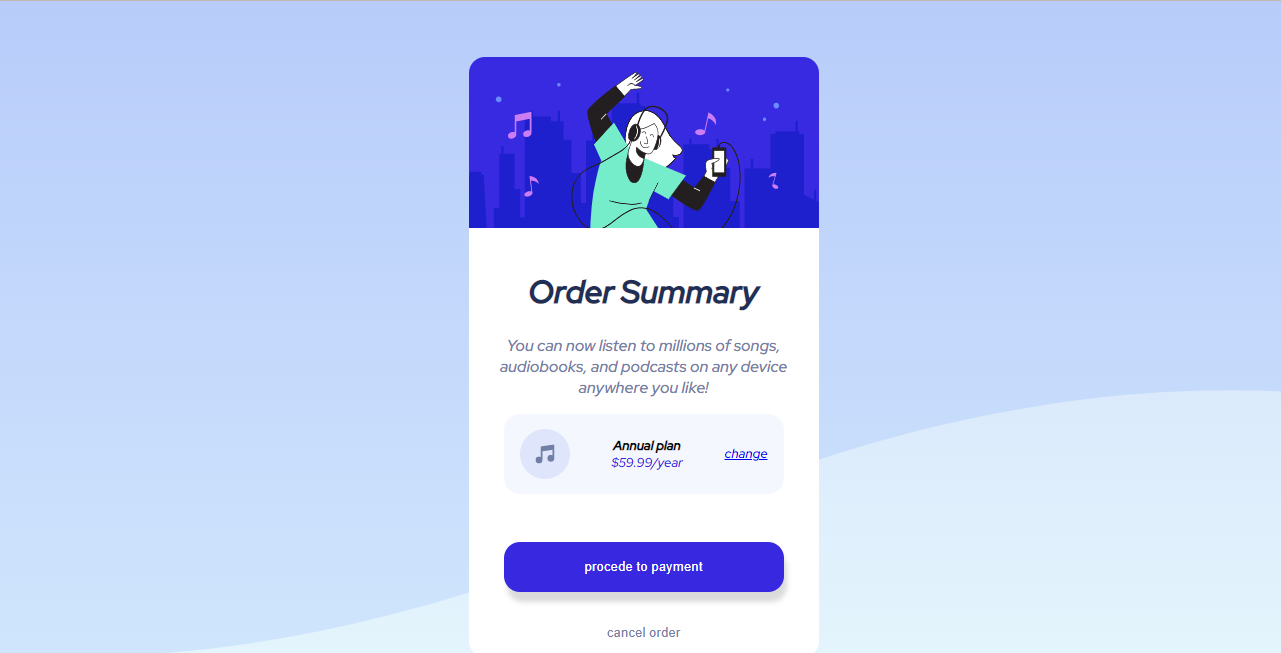 Order Summary
You can now listen to millions of songs,
audiobooks, and podcasts on any device
anywhere you like!
Annual plan
$59.99/year
change
procede to payment
cancel order